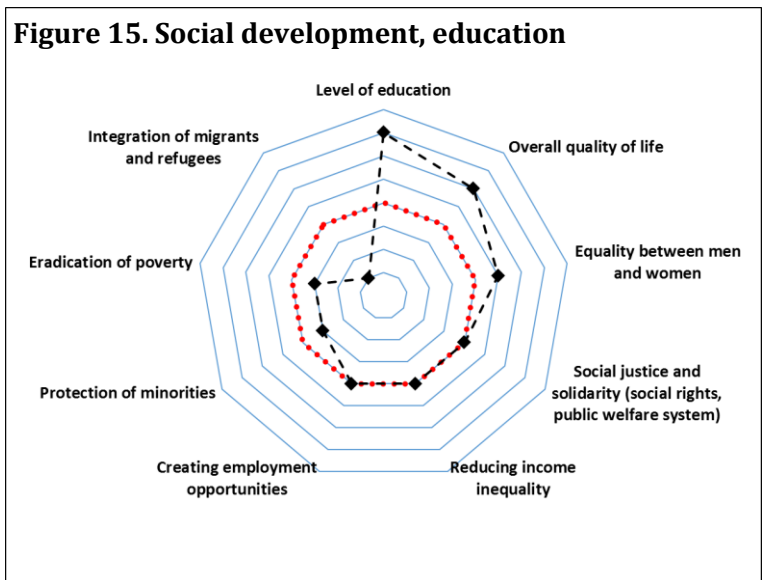 Figure 15. Social development, education
Level of education
Integration of migrants
and refugees
Overall quality of life
Eradication of poverty
Equality between men
and women
Protection of minorities
Social justice and
solidarity (social rights,
public welfare system)
Creating employment
opportunities
Reducing income
inequality